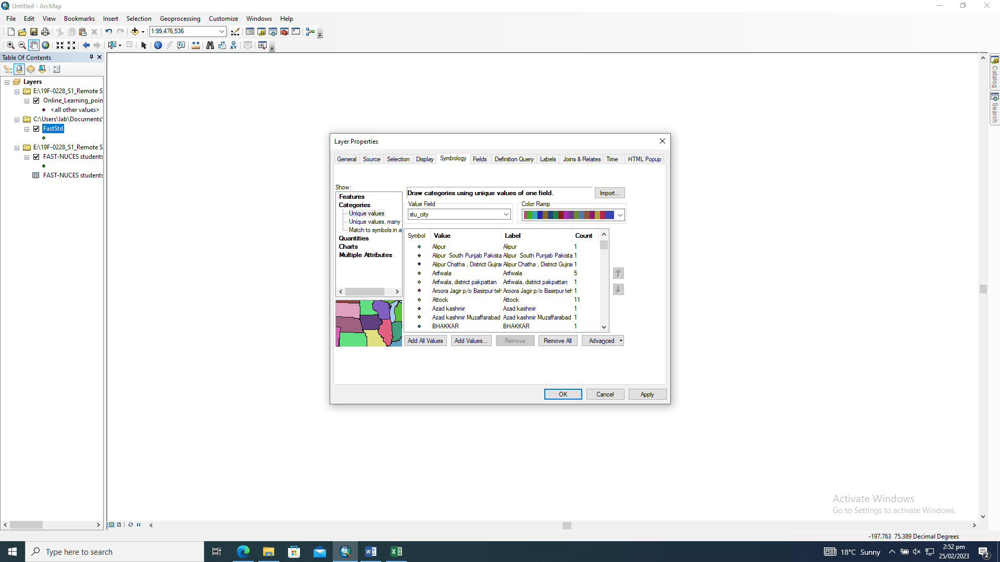 Untitled - ArcMap
File Edit View Bookmarks Insert Selection Geoprocessing Customize Windows Help
1:99,476,536
Table Of Contents
Layers
E:\19F-0228_S1_Remote S
Online_Learning_poin
<all other values>
C:\Users\lab\Documents\
FastStd
E:\19F-0228_S1_Remote S
FAST-NUCES students
FAST-NUCES students
Catalog
Search
Layer Properties
General Source Selection Display Symbology Fields Definition Query Labels Joins & Relates Time HTML Popup
Show:
Features
Categories
Unique values
Unique values, many
Match to symbols in a
Quantities
Charts
Multiple Attributes
Draw categories using unique values of one field.
Import...
Value Field
Color Ramp
stu_city
Symbol Value Label Count
Alipur Alipur 1
Alipur South Punjab Pakista Alipur South Punjab Pakista 1
Alipur Chatha , District Gujra Alipur Chatha , District Gujra 1
Arifwala Arifwala 5
Arifwala, district pakpattan Arifwala, district pakpattan 1
Aroora Jagir p/o Basirpur teh Aroora Jagir p/o Basirpur teh 1
Attock Attock 11
Azad kashmir Azad kashmir 1
Azad kashmir Muzaffarabad Azad kashmir Muzaffarabad 1
BHAKKAR BHAKKAR 1
Add All Values Add Values... Remove Remove All Advanced
OK Cancel Apply
Activate Windows
Go to Settings to activate Windows.
-197.763 75.389 Decimal Degrees
Type here to search
18°C Sunny
2:52 pm
25/02/2023
2